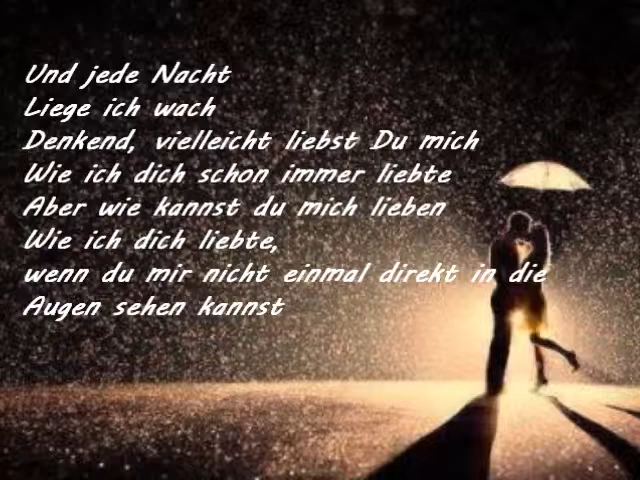 Und jede Nacht
Liege ich wach
Denkend, vielleicht liebst Du mich
Wie ich dich schon immer liebte
Aber wie kannst du mich lieben
Wie ich dich liebte,
wenn du mir nicht einmal direkt in die
Augen sehen kannst